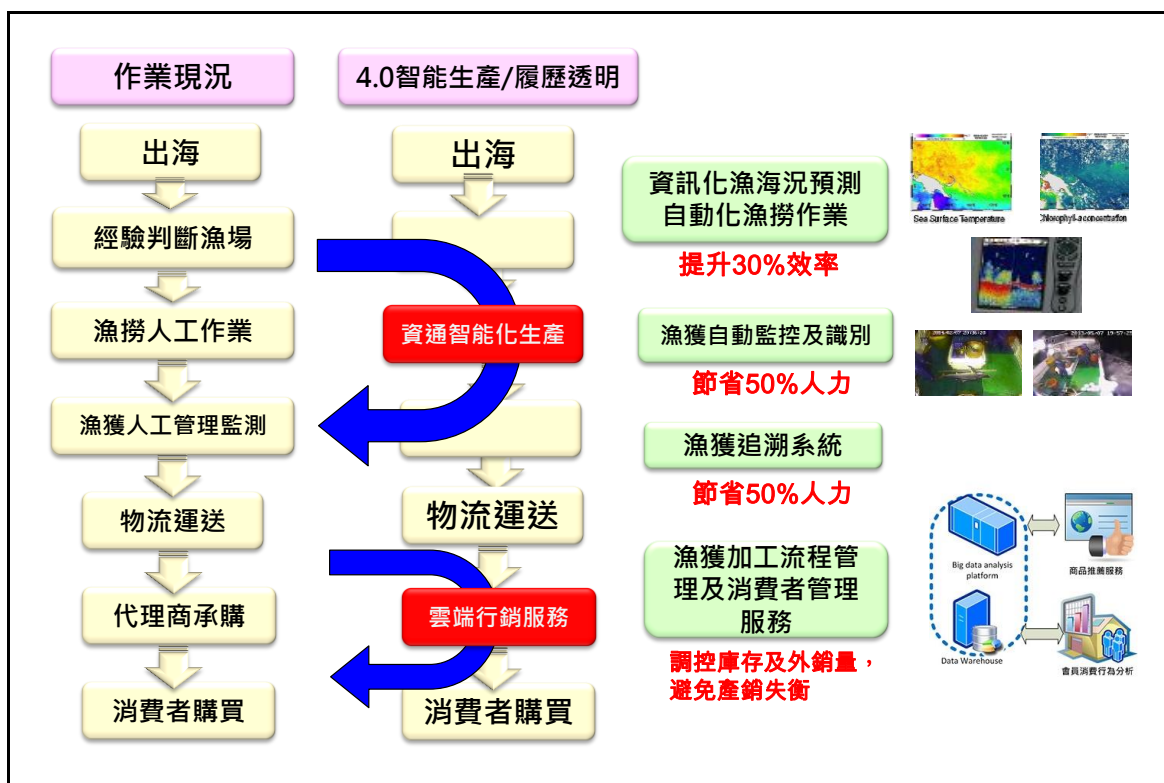 作業現況
出海
經驗判斷漁場
漁撈人工作業
漁獲人工管理監測
物流運送
代理商承購
消費者購買
4.0智能生產/履歷透明
出海
資通智能化生產
物流運送
雲端行銷服務
消費者購買
資訊化漁海況預測
自動化漁撈作業
提升30%效率
漁獲自動監控及識別
節省50%人力
漁獲追溯系統
節省50%人力
漁獲加工流程管
理及消費者管理
服務
調控庫存及外銷量，
避免產銷失衡
Sea Surface Temperature
Chlorophyll-a concentration
Big data analysis
platform
商品推薦服務
Data Warehouse
會員消費行為分析